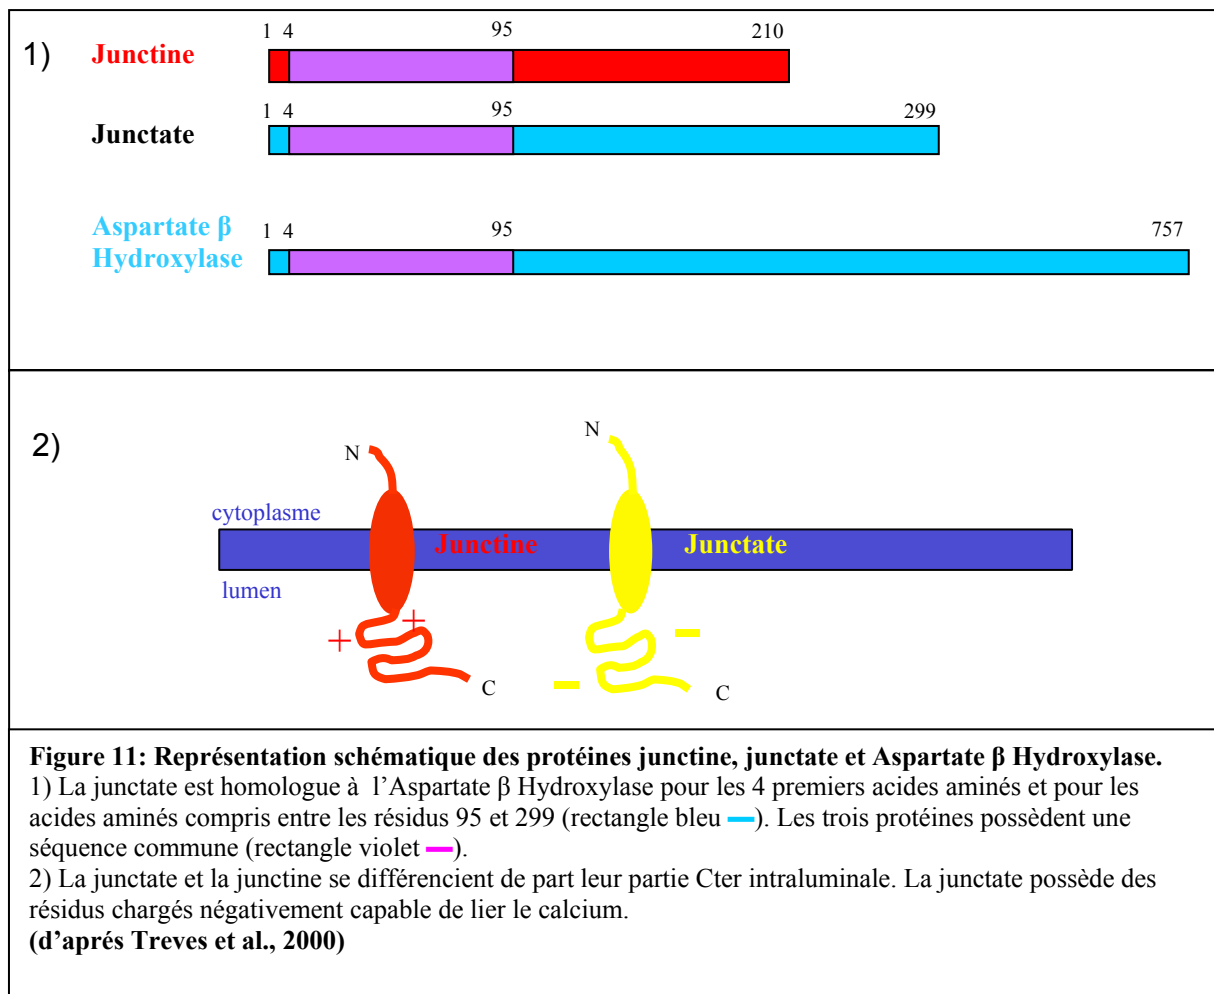 1)
1 4 95 210
Junctine
1 4 95 299
Junctate
1 4 95 757
Aspartate β
Hydroxylase
2)
N N
cytoplasme
Junctine Junctate
lumen
+ +
- -
C C
Figure 11: Représentation schématique des protéines junctine, junctate et Aspartate β Hydroxylase.
1) La junctate est homologue à l'Aspartate β Hydroxylase pour les 4 premiers acides aminés et pour les
acides aminés compris entre les résidus 95 et 299 (rectangle bleu ). Les trois protéines possèdent une
séquence commune (rectangle violet ).
2) La junctate et la junctine se différencient de part leur partie Cter intraluminale. La junctate possède des
résidus chargés négativement capable de lier le calcium.
(d'aprés Treves et al., 2000)